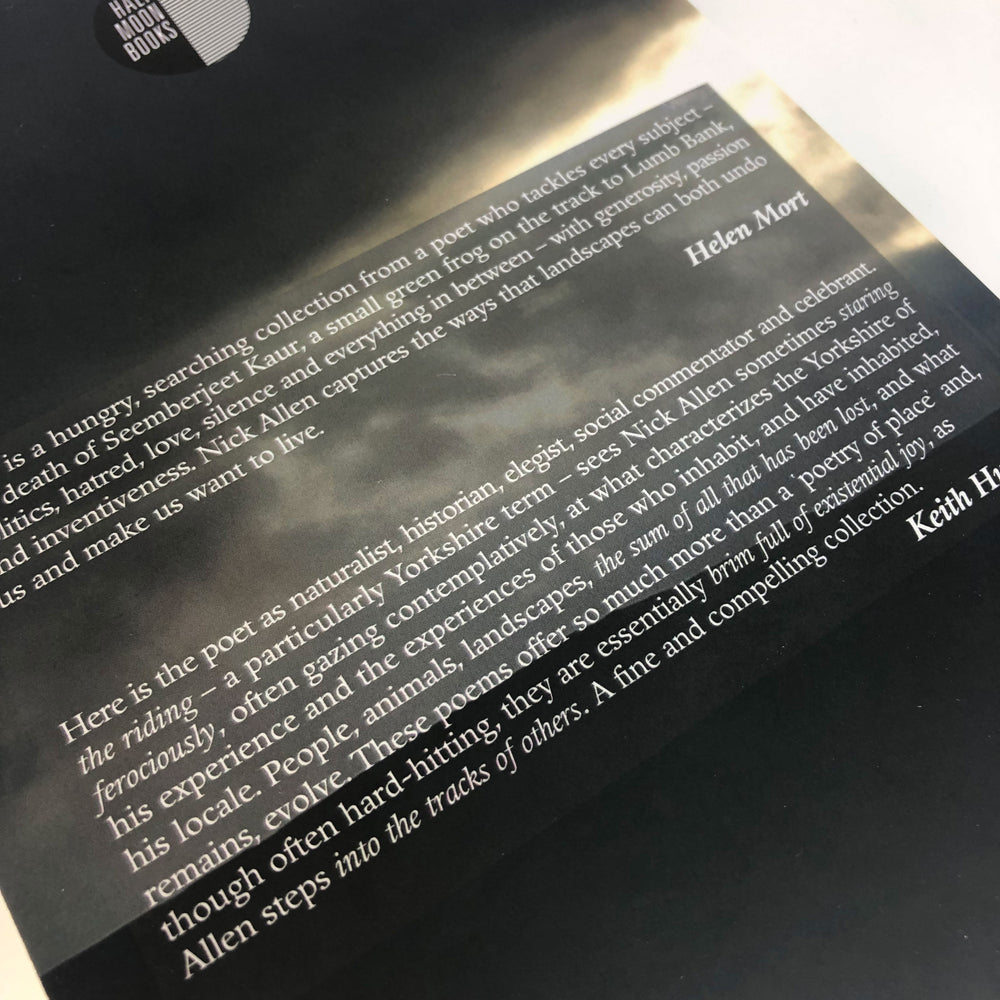 HALF
MOON
BOOKS
is a hungry, searching collection from a poet who tackles every subject –
death of Seemberjeet Kaur, a small green frog on the track to Lumb Bank,
litics, hatred, love, silence and everything in between – with generosity, passion
nd inventiveness. Nick Allen captures the ways that landscapes can both undo
us and make us want to live.
Helen Mort
Here is the poet as naturalist, historian, elegist, social commentator and celebrant.
the riding – a particularly Yorkshire term – sees Nick Allen sometimes staring
ferociously, often gazing contemplatively, at what characterizes the Yorkshire of
his experience and the experiences of those who inhabit, and have inhabited,
his locale. People, animals, landscapes, the sum of all that has been lost, and what
remains, evolve. These poems offer so much more than a 'poetry of place' and,
though often hard-hitting, they are essentially brim full of existential joy, as
Allen steps into the tracks of others. A fine and compelling collection.
Keith Hu